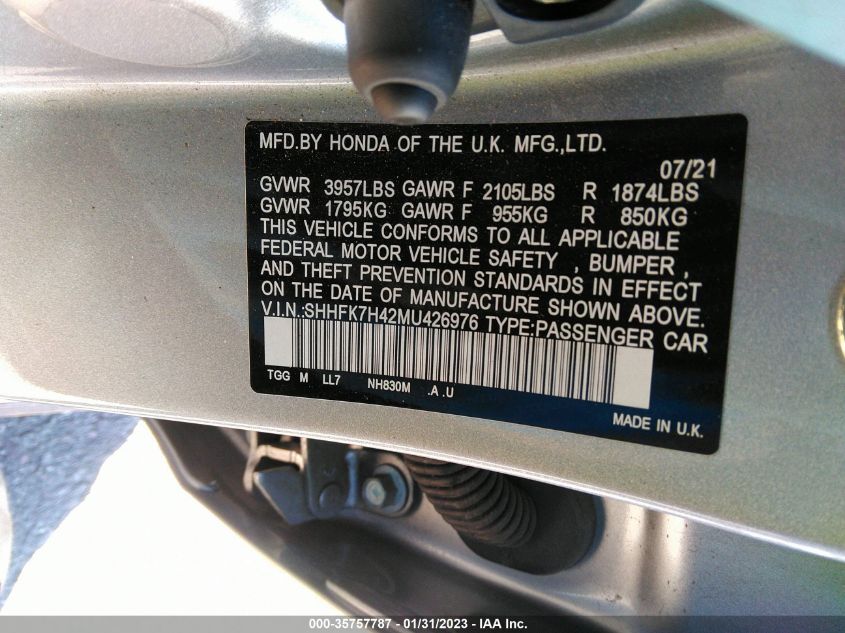 MFD.BY HONDA OF THE U.K. MFG.,LTD.
07/21
GVWR 3957LBS GAWR F 2105LBS R 1874LBS
GVWR 1795KG GAWR F 955KG R 850KG
THIS VEHICLE CONFORMS TO ALL APPLICABLE
FEDERAL MOTOR VEHICLE SAFETY , BUMPER ,
AND THEFT PREVENTION STANDARDS IN EFFECT
ON THE DATE OF MANUFACTURE SHOWN ABOVE.
V.I.N.:SHHFK7H42MU426976 TYPE:PASSENGER CAR
TGG M LL7 NH830M .A .U
MADE IN U.K.
000-35757787 - 01/31/2023 - IAA Inc.